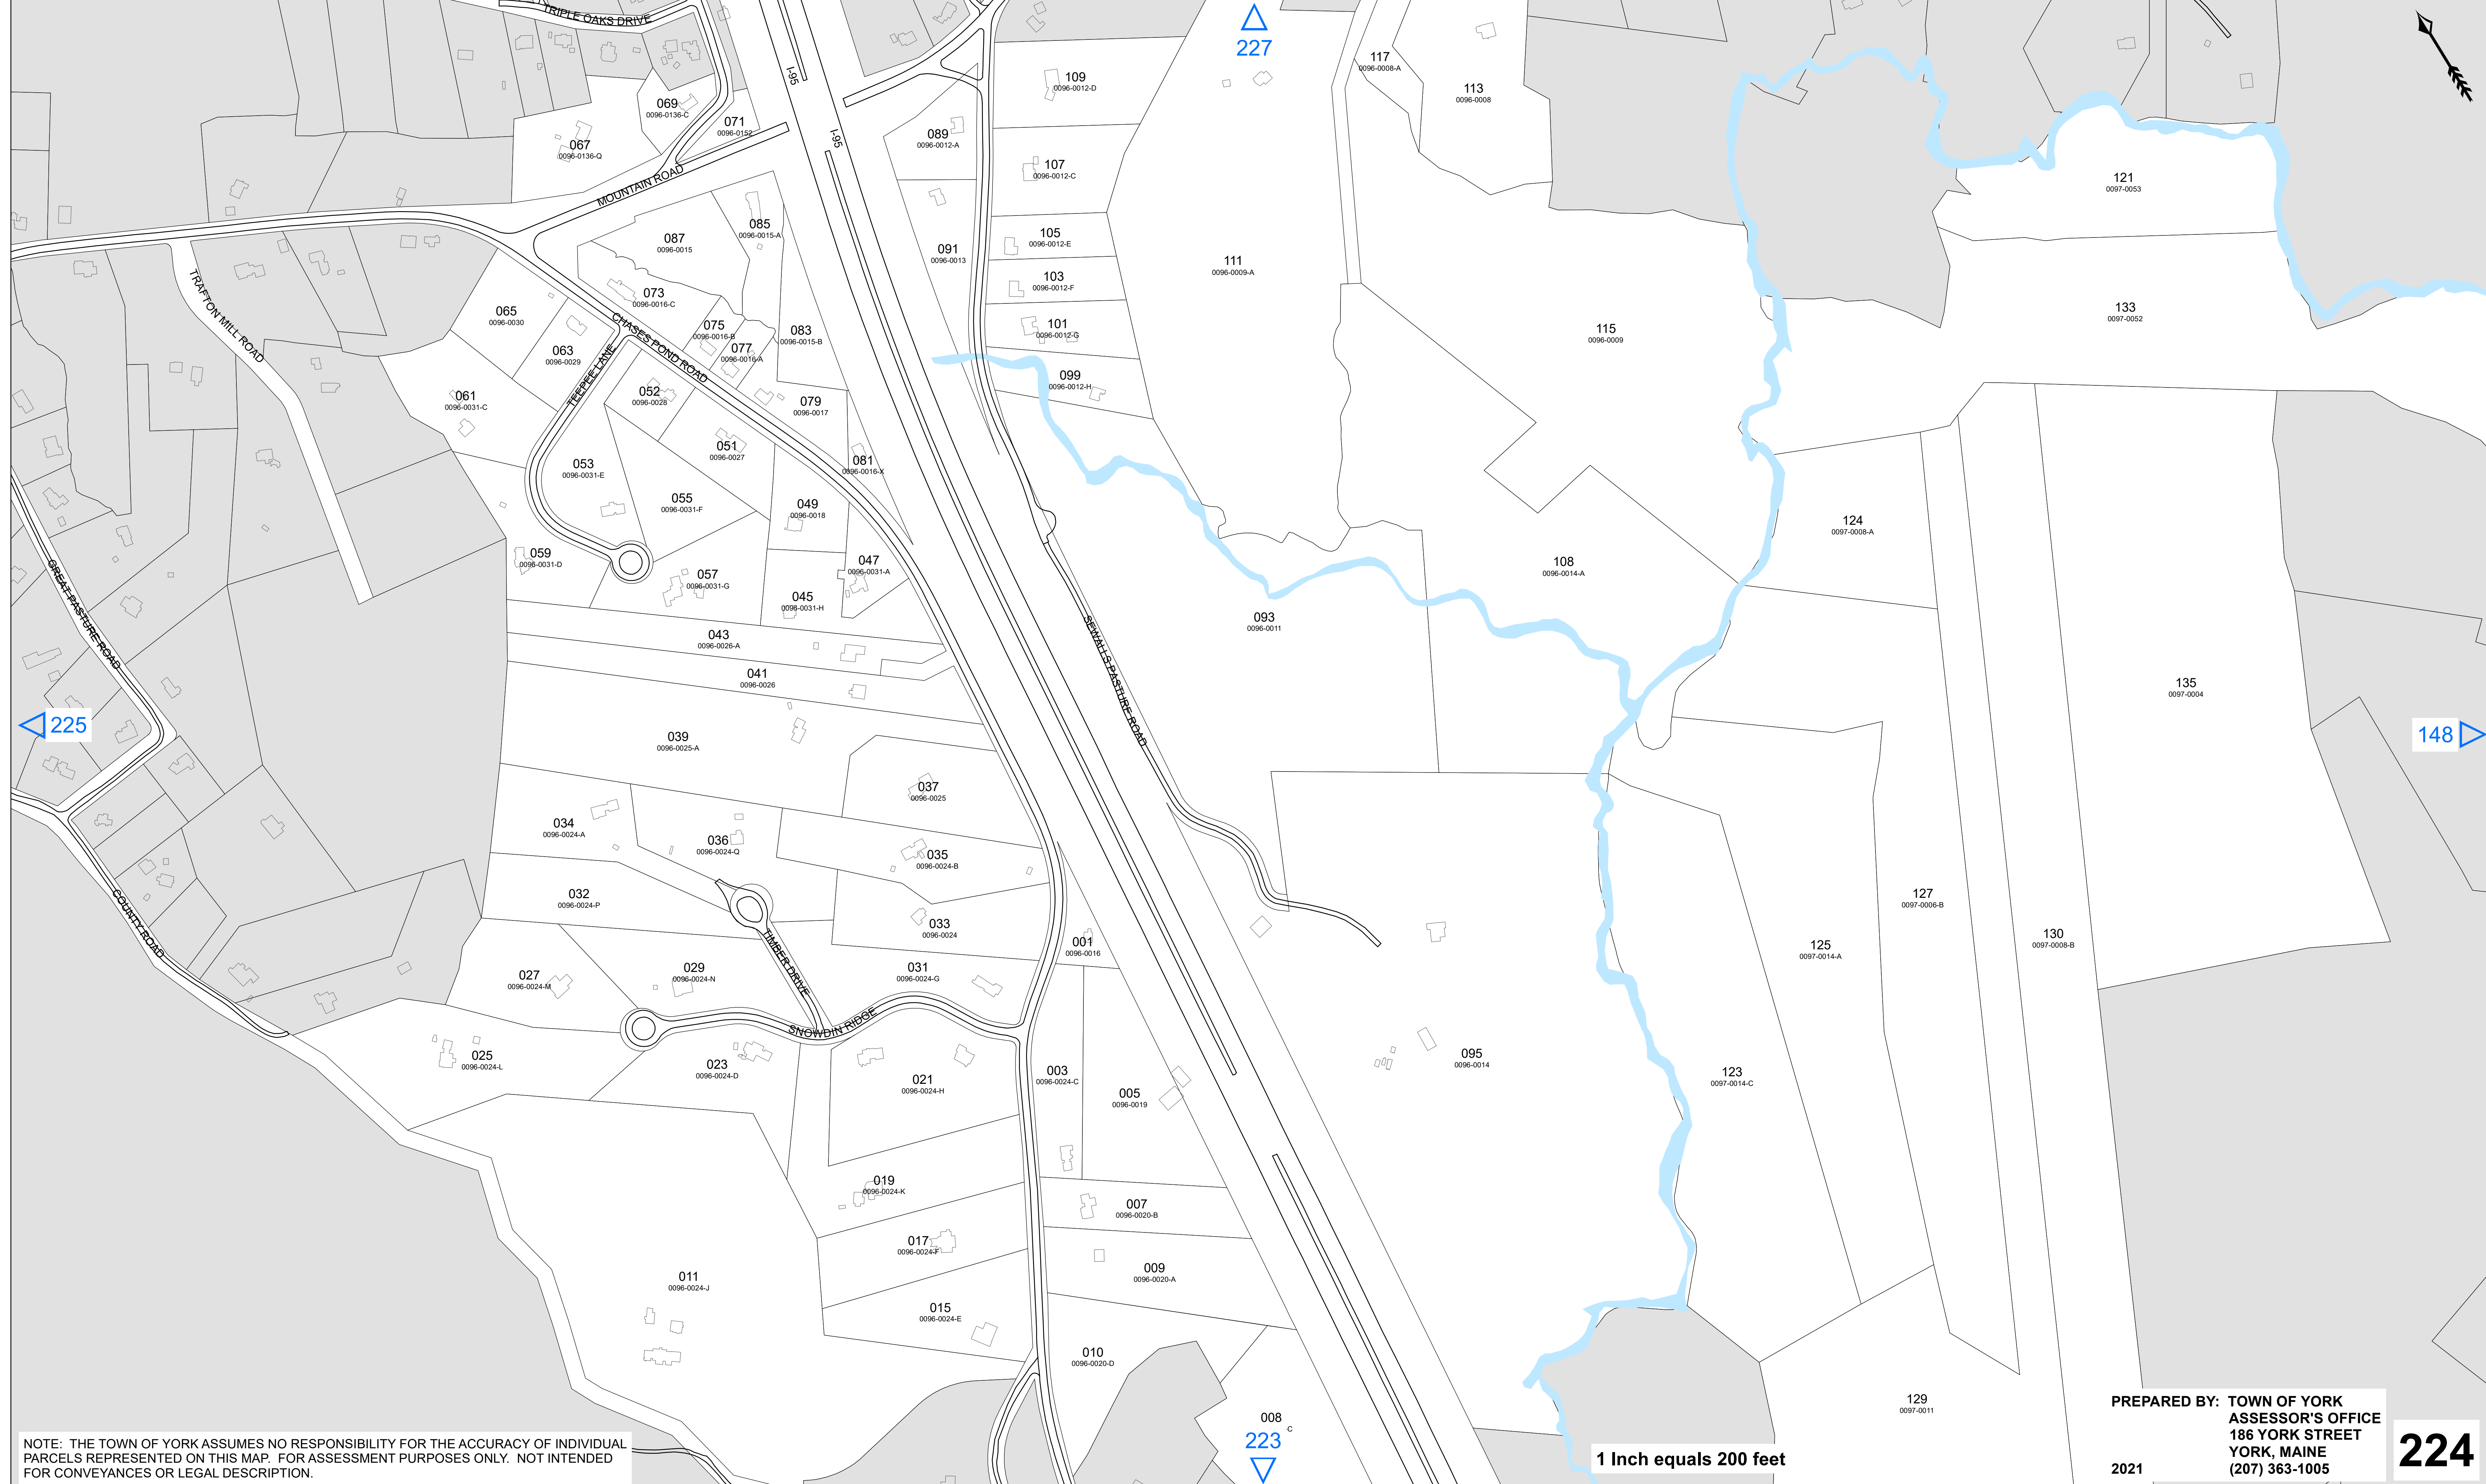 TRIPLE OAKS DRIVE
227
I-95
I-95
117
0096-0008-A
113
0096-0008
109
0096-0012-D
069
0096-0136-C
071
0096-0152
067
0096-0136-Q
MOUNTAIN ROAD
089
0096-0012-A
107
0096-0012-C
121
0097-0053
087
0096-0015
085
0096-0015-A
091
0096-0013
105
0096-0012-E
103
0096-0012-F
111
0096-0009-A
TRAFTON MILL ROAD
073
0096-0016-C
065
0096-0030
063
0096-0029
CHASES POND ROAD
075
0096-0016-B
077
0096-0016-A
083
0096-0015-B
101
0096-0012-G
115
0096-0009
133
0097-0052
TEEPEE LANE
061
0096-0031-C
052
0096-0028
079
0096-0017
099
0096-0012-H
051
0096-0027
053
0096-0031-E
081
0096-0016-X
055
0096-0031-F
049
0096-0018
124
0097-0008-A
059
0096-0031-D
057
0096-0031-G
047
0096-0031-A
045
0096-0031-H
108
0096-0014-A
093
0096-0011
GREAT PASTURE ROAD
043
0096-0026-A
041
0096-0026
SEWALLS PASTURE ROAD
135
0097-0004
225
148
039
0096-0025-A
037
0096-0025
034
0096-0024-A
036
0096-0024-Q
035
0096-0024-B
032
0096-0024-P
033
0096-0024
001
0096-0016
127
0097-0006-B
130
0097-0008-B
125
0097-0014-A
COUNTY ROAD
TIMBER DRIVE
027
0096-0024-M
029
0096-0024-N
031
0096-0024-G
SNOWDIN RIDGE
025
0096-0024-L
023
0096-0024-D
021
0096-0024-H
003
0096-0024-C
005
0096-0019
095
0096-0014
123
0097-0014-C
019
0096-0024-K
007
0096-0020-B
017
0096-0024-F
009
0096-0020-A
011
0096-0024-J
015
0096-0024-E
010
0096-0020-D
008
C
223
129
0097-0011
NOTE: THE TOWN OF YORK ASSUMES NO RESPONSIBILITY FOR THE ACCURACY OF INDIVIDUAL
PARCELS REPRESENTED ON THIS MAP. FOR ASSESSMENT PURPOSES ONLY. NOT INTENDED
FOR CONVEYANCES OR LEGAL DESCRIPTION.
1 Inch equals 200 feet
PREPARED BY: TOWN OF YORK
ASSESSOR'S OFFICE
186 YORK STREET
YORK, MAINE
2021 (207) 363-1005
224